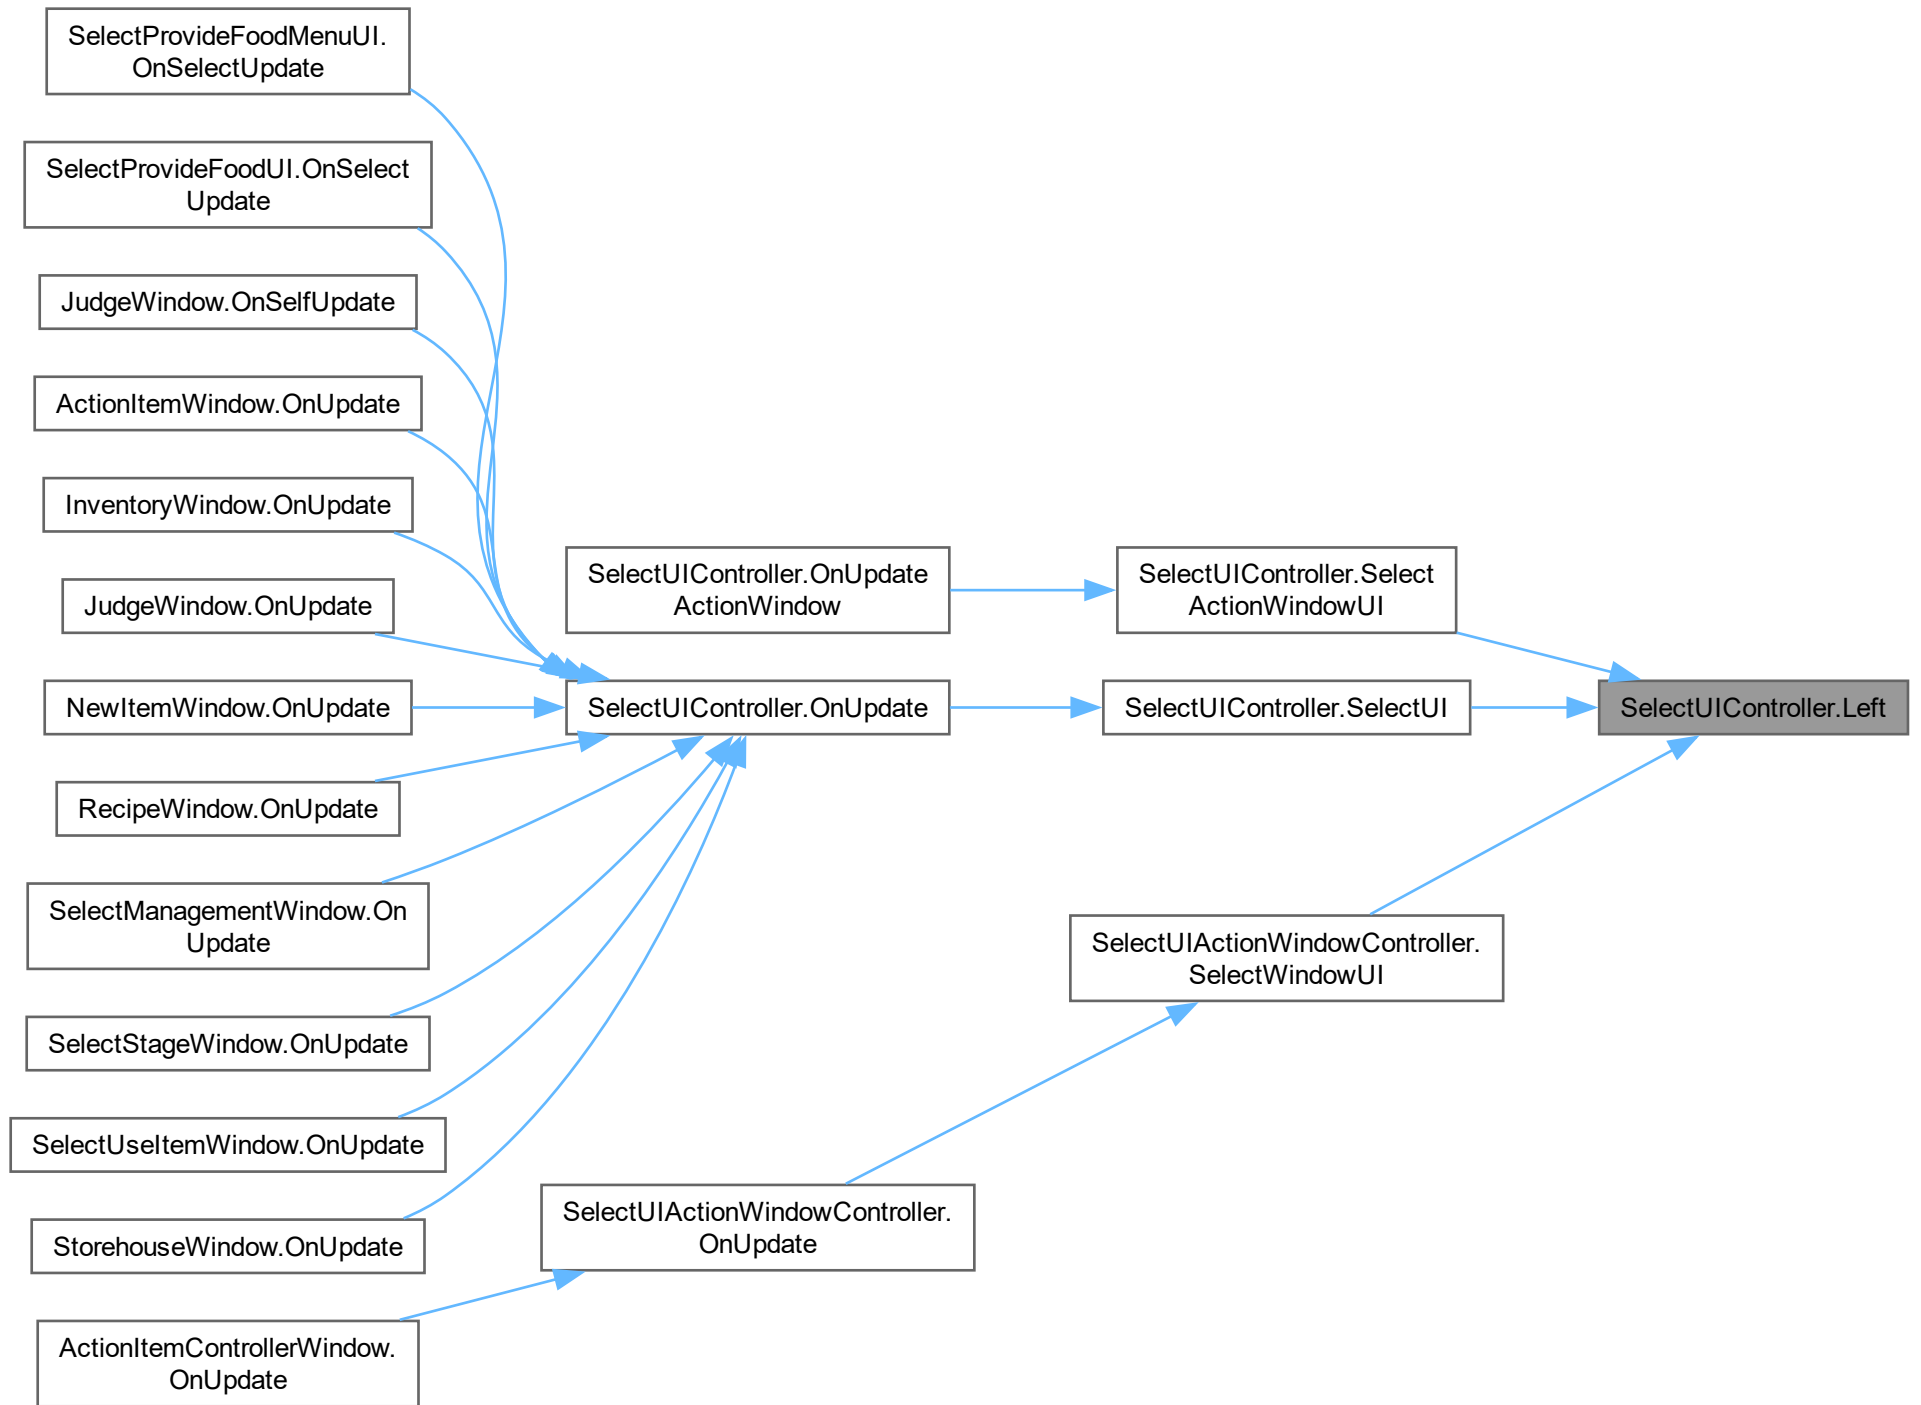 SelectProvideFoodMenuUI.
OnSelectUpdate
SelectProvideFoodUI.OnSelect
Update
JudgeWindow.OnSelfUpdate
ActionItemWindow.OnUpdate
InventoryWindow.OnUpdate
JudgeWindow.OnUpdate
NewItemWindow.OnUpdate
RecipeWindow.OnUpdate
SelectManagementWindow.On
Update
SelectStageWindow.OnUpdate
SelectUseItemWindow.OnUpdate
StorehouseWindow.OnUpdate
ActionItemControllerWindow.
OnUpdate
SelectUIController.OnUpdate
ActionWindow
SelectUIController.OnUpdate
SelectUIActionWindowController.
OnUpdate
SelectUIController.Select
ActionWindowUI
SelectUIController.SelectUI
SelectUIActionWindowController.
SelectWindowUI
SelectUIController.Left